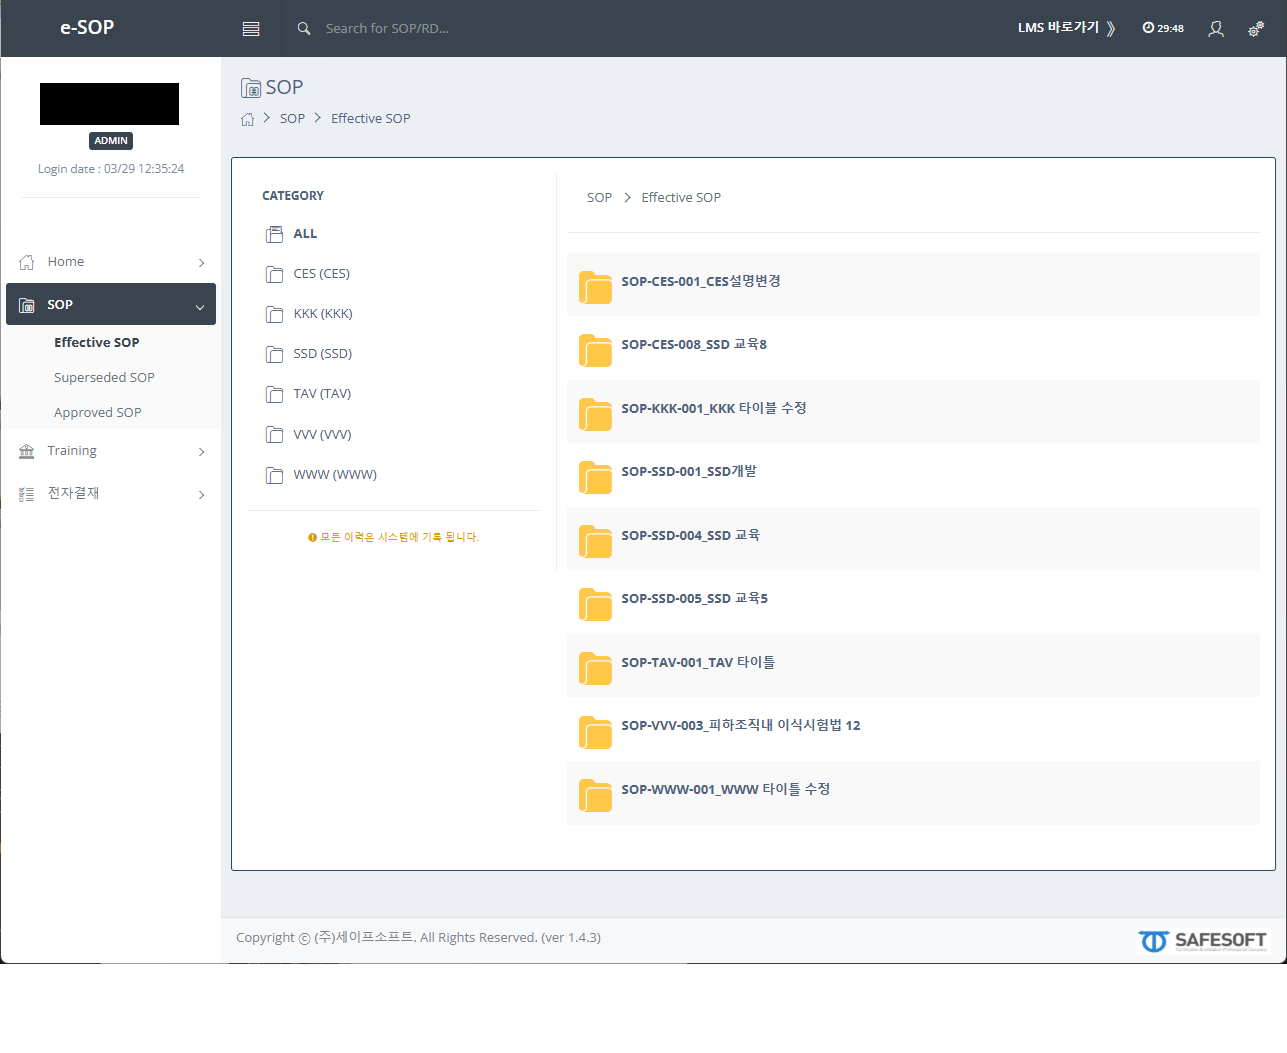 e-SOP
Search for SOP/RD...
LMS 바로가기 》
29:48
ADMIN
Login date : 03/29 12:35:24
Home
SOP
Effective SOP
Superseded SOP
Approved SOP
Training
전자결재
SOP
SOP > Effective SOP
CATEGORY
ALL
CES (CES)
KKK (KKK)
SSD (SSD)
TAV (TAV)
VVV (VVV)
WWW (WWW)
모든 이력은 시스템에 기록 됩니다.
SOP > Effective SOP
SOP-CES-001_CES설명변경
SOP-CES-008_SSD 교육8
SOP-KKK-001_KKK 타이블 수정
SOP-SSD-001_SSD개발
SOP-SSD-004_SSD 교육
SOP-SSD-005_SSD 교육5
SOP-TAV-001_TAV 타이틀
SOP-VVV-003_피하조직내 이식시험법 12
SOP-WWW-001_WWW 타이틀 수정
Copyright ⓒ (주)세이프소프트. All Rights Reserved. (ver 1.4.3)
SAFESOFT